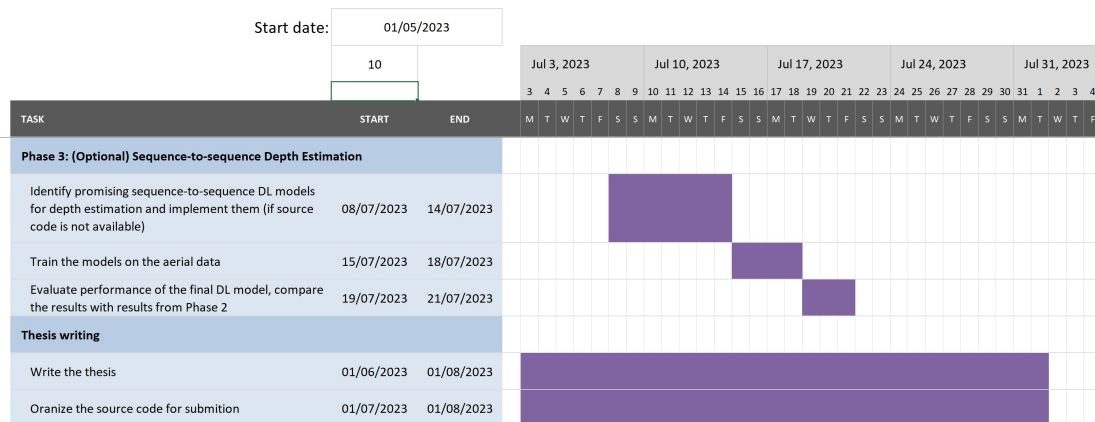 Start date: 01/05/2023
10
Jul 3, 2023 Jul 10, 2023 Jul 17, 2023 Jul 24, 2023 Jul 31, 2023
3 4 5 6 7 8 9 10 11 12 13 14 15 16 17 18 19 20 21 22 23 24 25 26 27 28 29 30 31 1 2 3 4
TASK START END M T W T F S S M T W T F S S M T W T F S S M T W T F S S M T W T F
Phase 3: (Optional) Sequence-to-sequence Depth Estimation
Identify promising sequence-to-sequence DL models
for depth estimation and implement them (if source
code is not available)
08/07/2023 14/07/2023
Train the models on the aerial data 15/07/2023 18/07/2023
Evaluate performance of the final DL model, compare
the results with results from Phase 2
19/07/2023 21/07/2023
Thesis writing
Write the thesis 01/06/2023 01/08/2023
Oranize the source code for submition 01/07/2023 01/08/2023